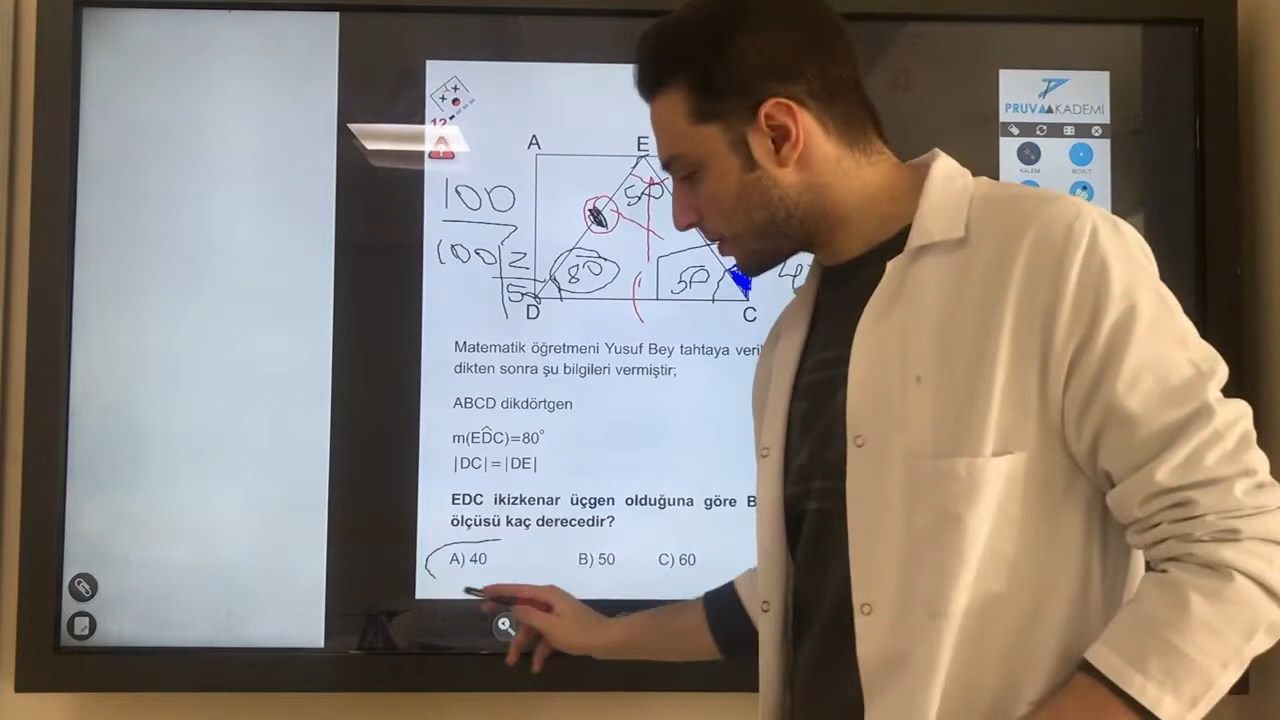 12
PRUVA AKADEMİ
KALEM
BOYUT
A
E
100
100
2
50
50
80
50
D
C
Matematik öğretmeni Yusuf Bey tahtaya
dikten sonra şu bilgileri vermiştir;
ABCD dikdörtgen
m(EDC)=80°
|DC|=|DE|
EDC ikizkenar üçgen olduğuna göre B
ölçüsü kaç derecedir?
A) 40 B) 50 C) 60